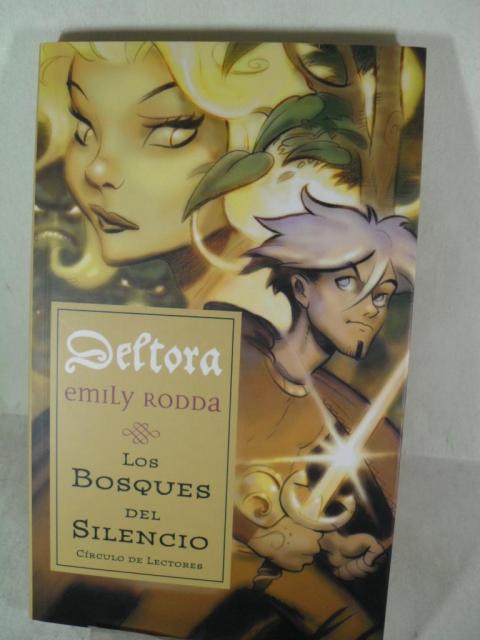 Deltora
emily Rodda
Los
Bosques
del
Silencio
Círculo de Lectores